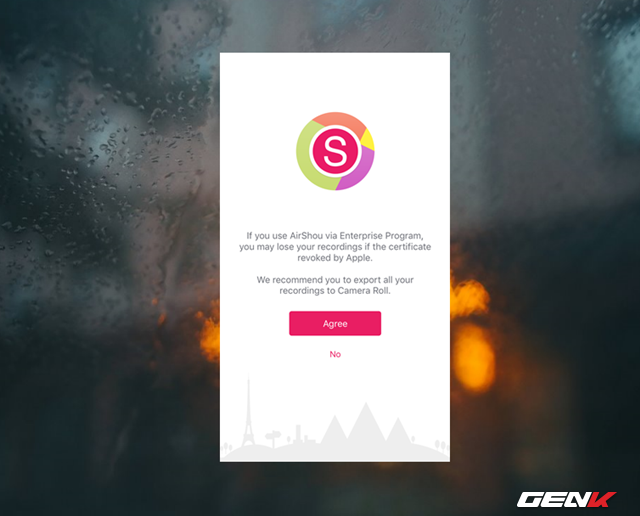 S
If you use AirShou via Enterprise Program,
you may lose your recordings if the certificate
revoked by Apple.
We recommend you to export all your
recordings to Camera Roll.
Agree
No
GENK